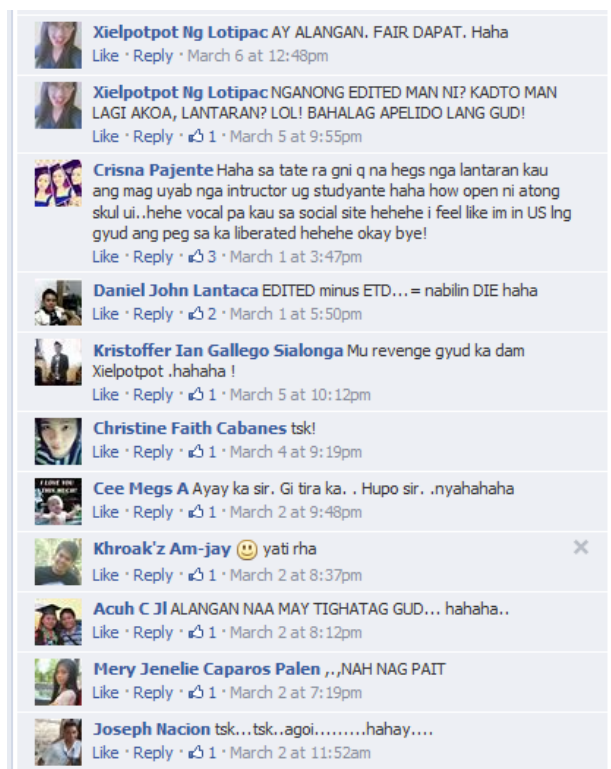 Xielpotpot Ng Lotipac AY ALANGAN. FAIR DAPAT. Haha
Like · Reply · March 6 at 12:48pm
Xielpotpot Ng Lotipac NGANONG EDITED MAN NI? KADTO MAN
LAGI AKOA, LANTARAN? LOL! BAHALAG APELIDO LANG GUD!
Like · Reply · 1 · March 5 at 9:55pm
Crisna Pajente Haha sa tate ra gni q na hegs nga lantaran kau
ang mag uyab nga intructor ug studyante haha how open ni atong
skul ui..hehe vocal pa kau sa social site hehehe i feel like im in US lng
gyud ang peg sa ka liberated hehehe okay bye!
Like · Reply · 3 · March 1 at 3:47pm
Daniel John Lantaca EDITED minus ETD...= nabilin DIE haha
Like · Reply · 2 · March 1 at 5:50pm
Kristoffer Ian Gallego Sialonga Mu revenge gyud ka dam
Xielpotpot .hahaha !
Like · Reply · 1 · March 5 at 10:12pm
Christine Faith Cabanes tsk!
Like · Reply · 1 · March 4 at 9:19pm
Cee Megs A Ayay ka sir. Gi tira ka. . Hupo sir. .nyahahaha
Like · Reply · 1 · March 2 at 9:48pm
Khroak'z Am-jay yati rha
Like · Reply · 1 · March 2 at 8:37pm
Acuh C Jl ALANGAN NAA MAY TIGHATAG GUD... hahaha..
Like · Reply · 1 · March 2 at 8:12pm
Mery Jenelie Caparos Palen ,.,NAH NAG PAIT
Like · Reply · 1 · March 2 at 7:19pm
Joseph Nacion tsk...tsk..agoi.........hahay....
Like · Reply · 1 · March 2 at 11:52am